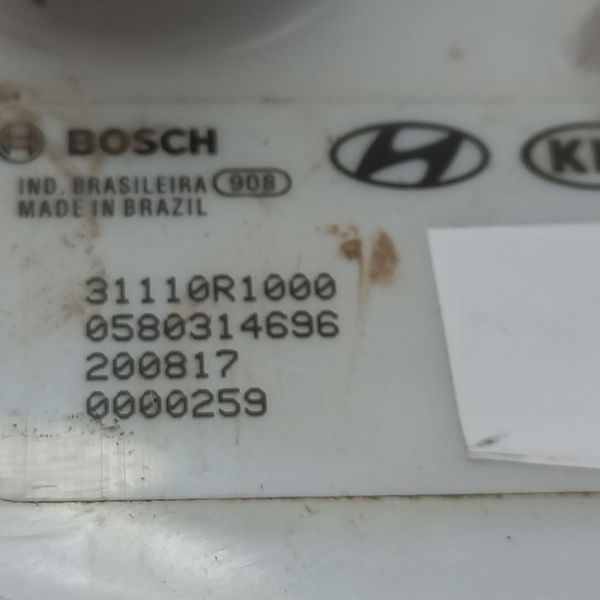 BOSCH
IND. BRASILEIRA 908
MADE IN BRAZIL
31110R1000
0580314696
200817
0000259